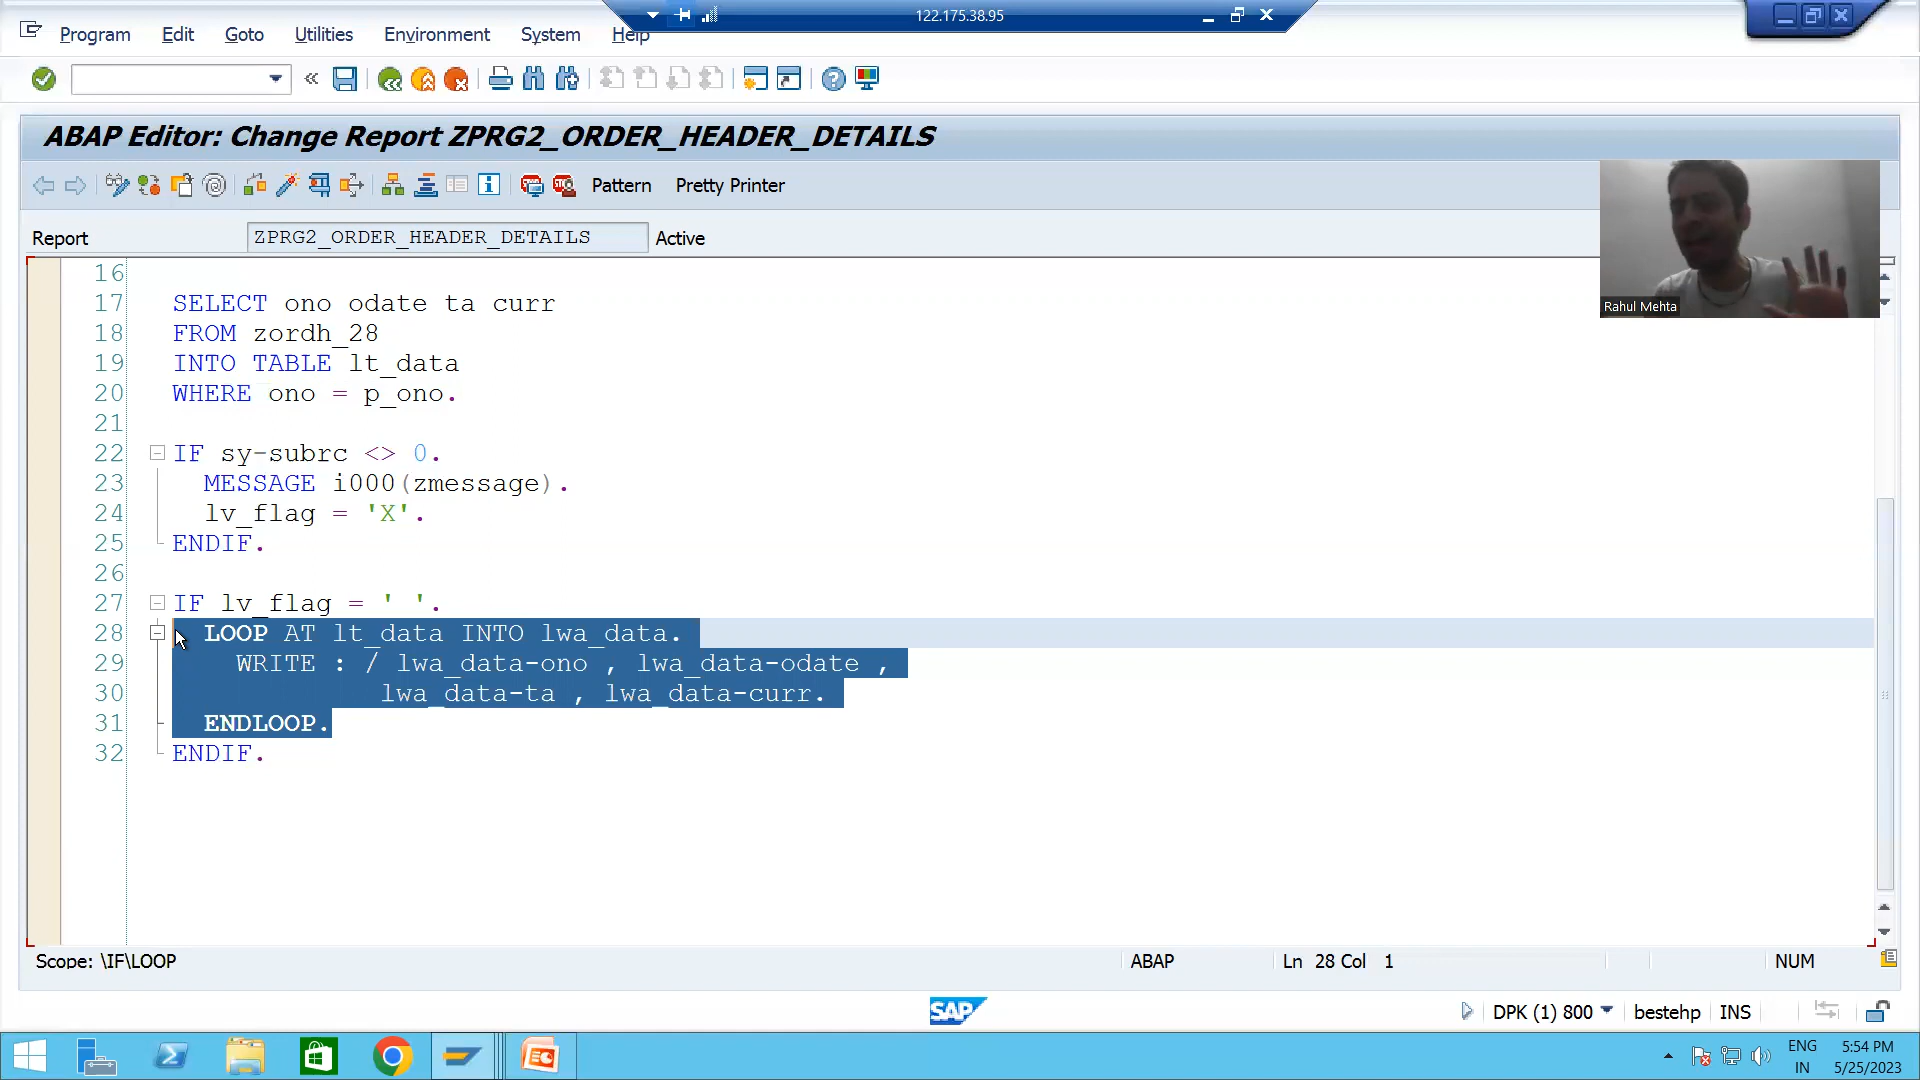 122.175.38.95
Program Edit Goto Utilities Environment System Help
ABAP Editor: Change Report ZPRG2_ORDER_HEADER_DETAILS
Pattern Pretty Printer
Report ZPRG2_ORDER_HEADER_DETAILS Active
Rahul Mehta
16
17 SELECT ono odate ta curr
18 FROM zordh_28
19 INTO TABLE lt_data
20 WHERE ono = p_ono.
21
22 IF sy-subrc <> 0.
23 MESSAGE i000(zmessage).
24 lv_flag = 'X'.
25 ENDIF.
26
27 IF lv_flag = ' '.
28 LOOP AT lt_data INTO lwa_data.
29 WRITE : / lwa_data-ono , lwa_data-odate ,
30 lwa_data-ta , lwa_data-curr.
31 ENDLOOP.
32 ENDIF.
Scope: \IF\LOOP ABAP Ln 28 Col 1 NUM
SAP DPK (1) 800 bestehp INS
ENG 5:54 PM
IN 5/25/2023